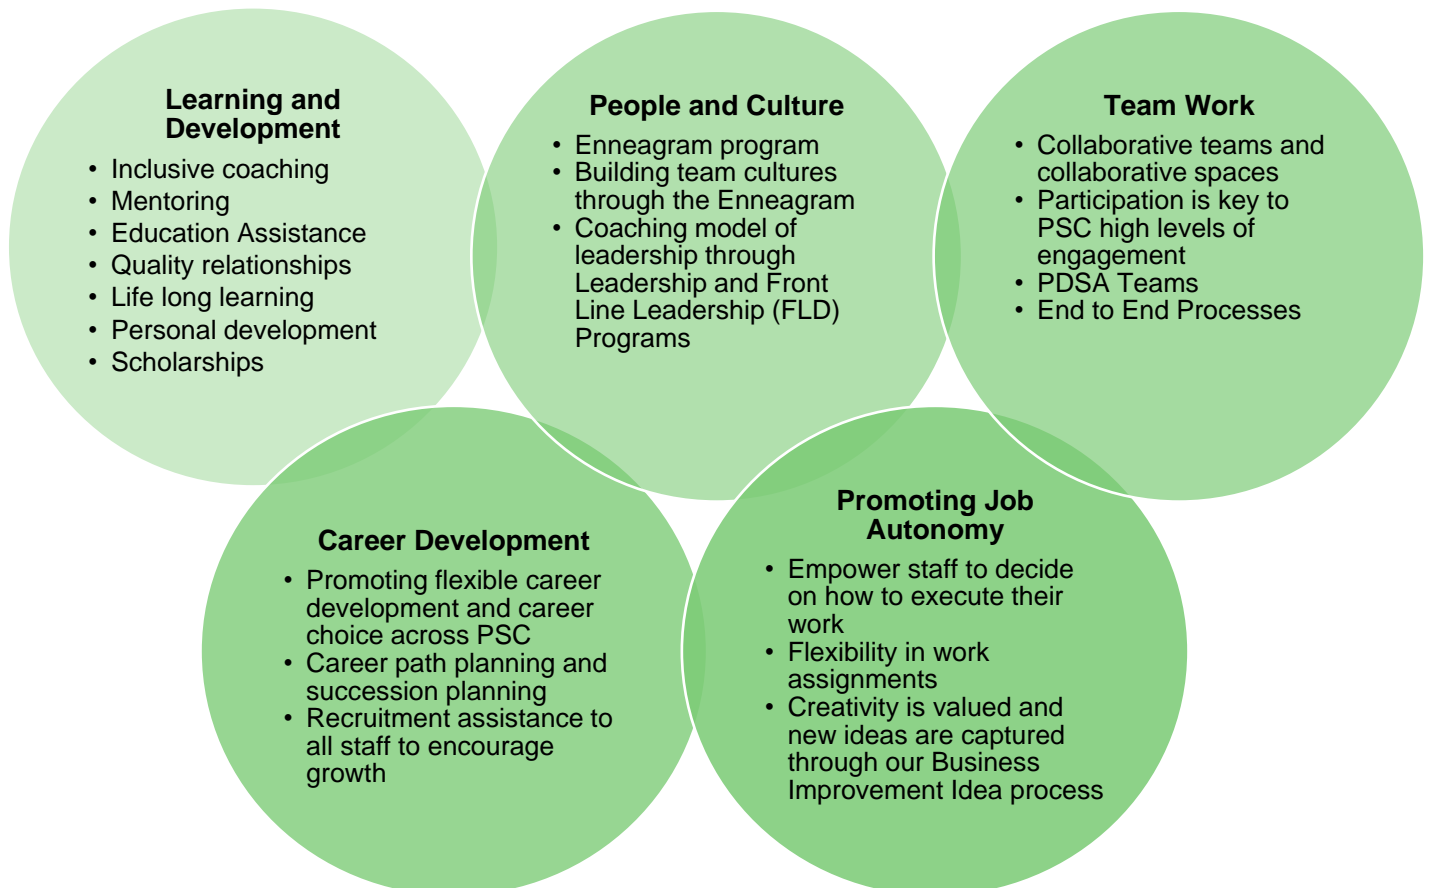 Learning and
Development
• Inclusive coaching
• Mentoring
• Education Assistance
• Quality relationships
• Life long learning
• Personal development
• Scholarships
People and Culture
• Enneagram program
• Building team cultures
through the Enneagram
• Coaching model of
leadership through
Leadership and Front
Line Leadership (FLD)
Programs
Team Work
• Collaborative teams and
collaborative spaces
• Participation is key to
PSC high levels of
engagement
• PDSA Teams
• End to End Processes
Career Development
• Promoting flexible career
development and career
choice across PSC
• Career path planning and
succession planning
• Recruitment assistance to
all staff to encourage
growth
Promoting Job
Autonomy
• Empower staff to decide
on how to execute their
work
• Flexibility in work
assignments
• Creativity is valued and
new ideas are captured
through our Business
Improvement Idea process